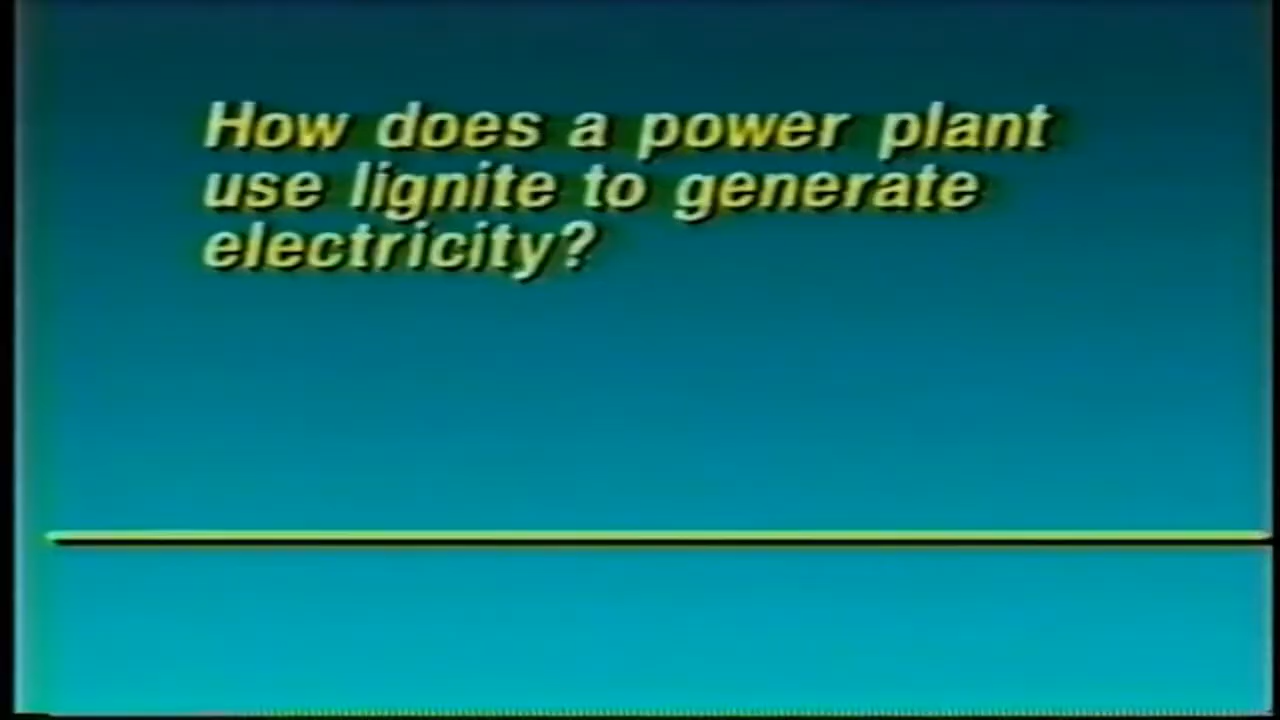 How does a power plant
use lignite to generate
electricity?